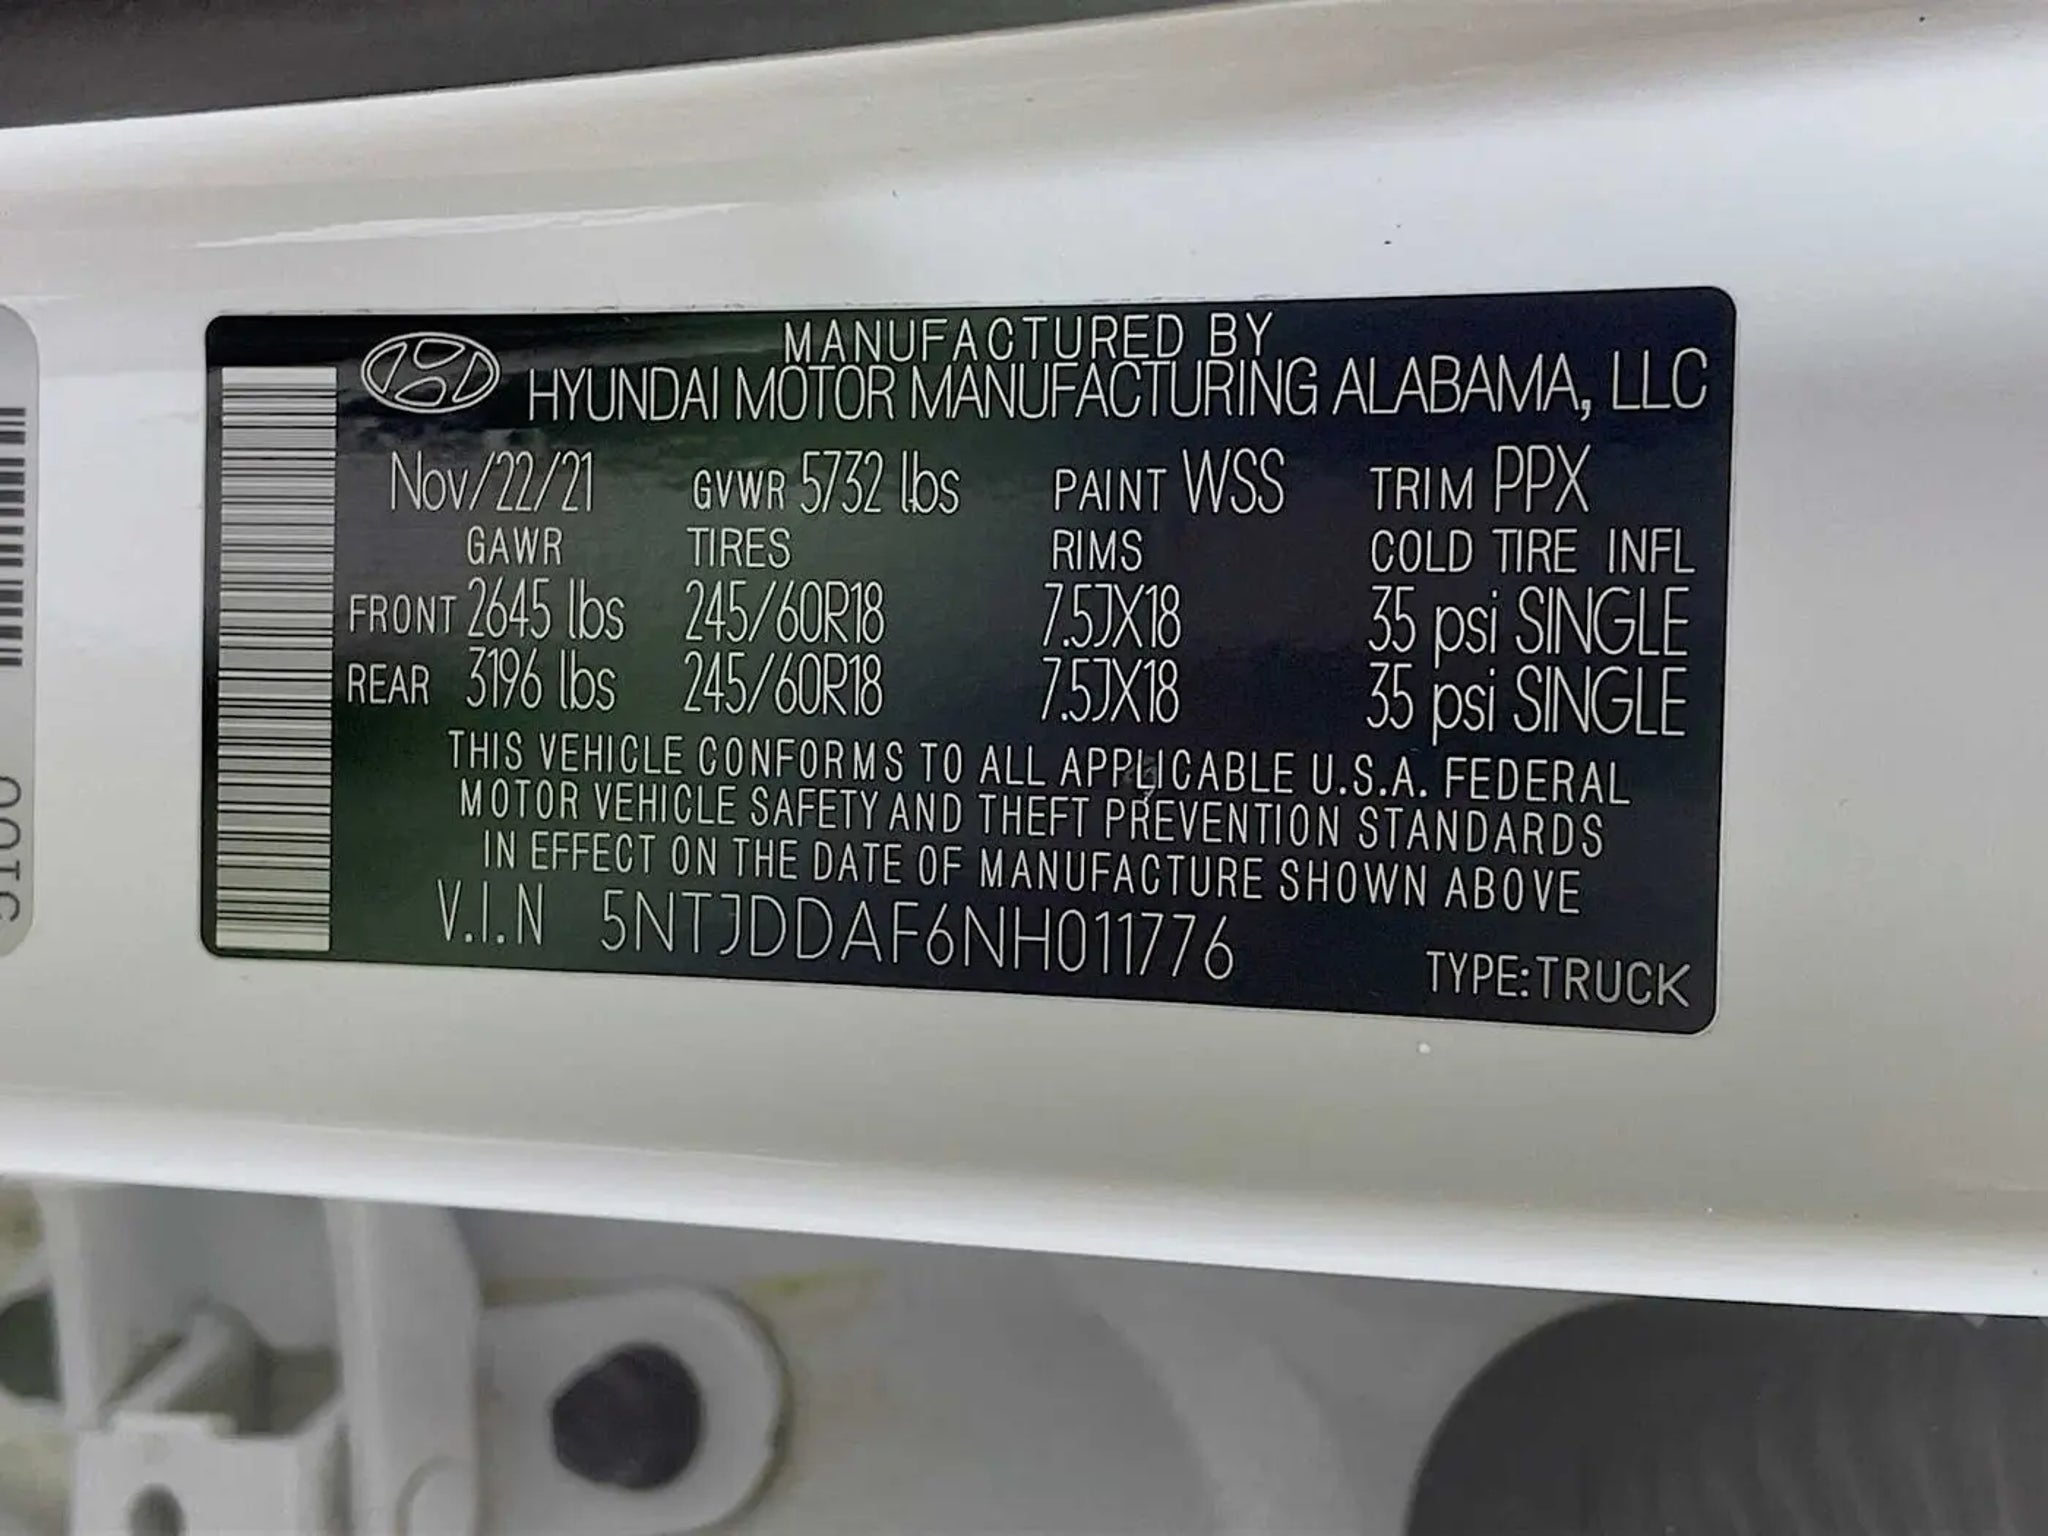 MANUFACTURED BY
HYUNDAI MOTOR MANUFACTURING ALABAMA, LLC
Nov/22/21 GVWR 5732 lbs PAINT WSS TRIM PPX
GAWR TIRES RIMS COLD TIRE INFL
FRONT 2645 lbs 245/60R18 7.5JX18 35 psi SINGLE
REAR 3196 lbs 245/60R18 7.5JX18 35 psi SINGLE
THIS VEHICLE CONFORMS TO ALL APPLICABLE U.S.A. FEDERAL
MOTOR VEHICLE SAFETY AND THEFT PREVENTION STANDARDS
IN EFFECT ON THE DATE OF MANUFACTURE SHOWN ABOVE
V.I.N 5NTJDDAF6NH011776
TYPE:TRUCK